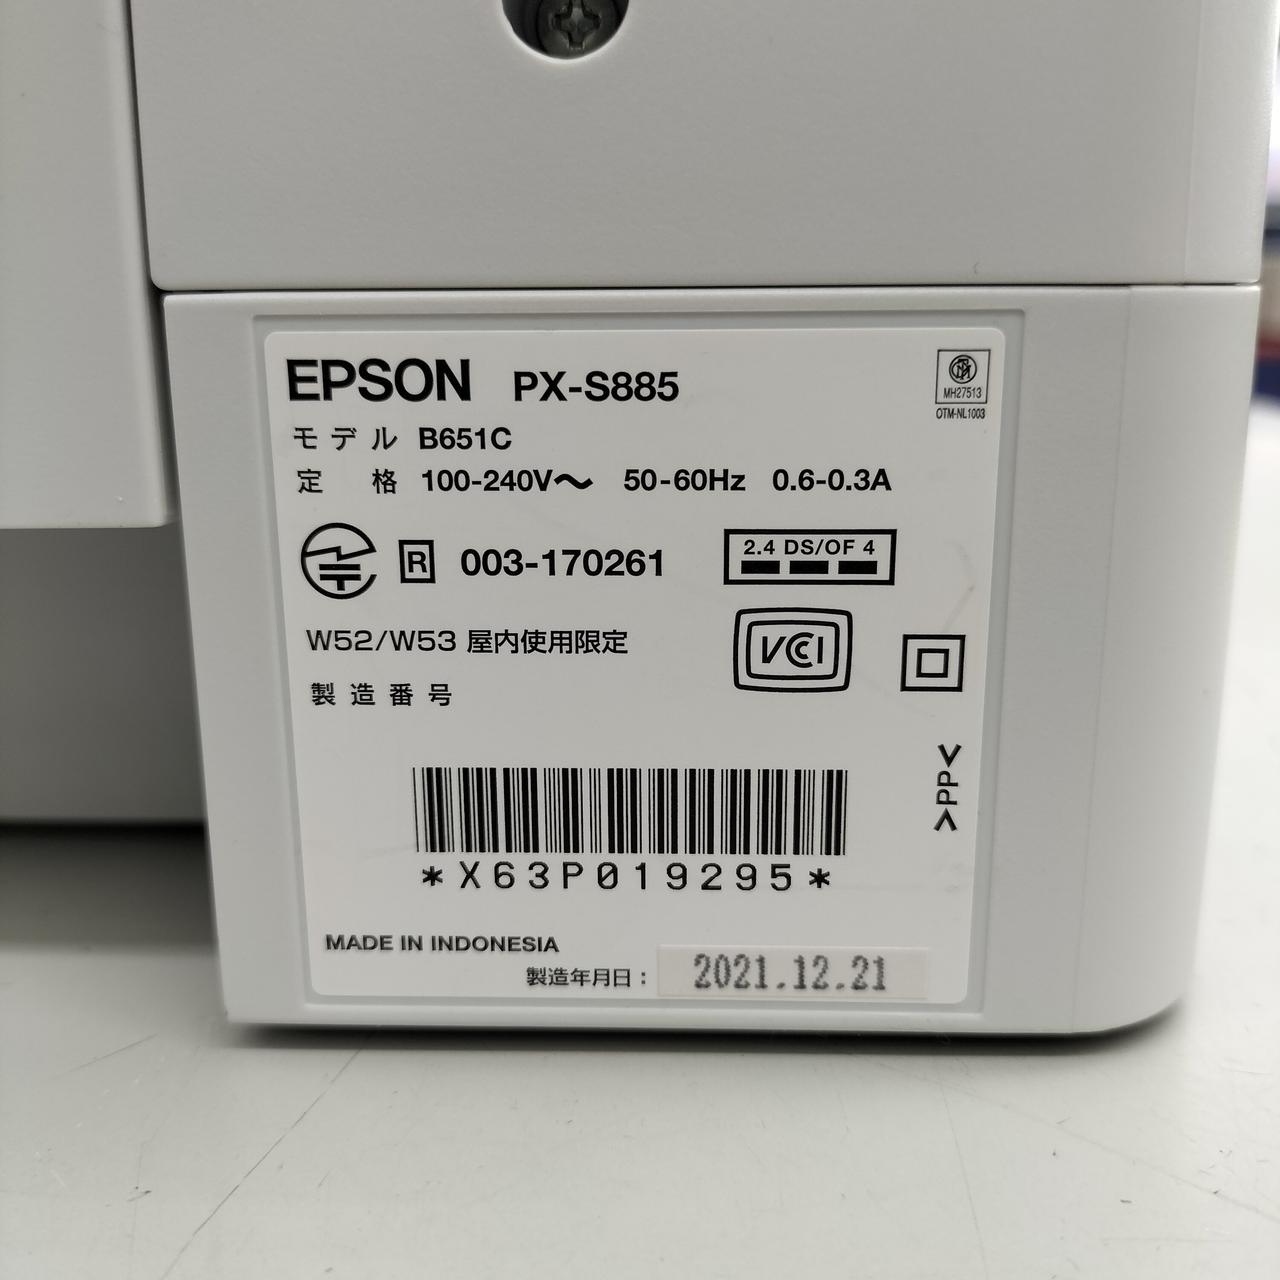 EPSON PX-S885
MH27513
OTM-NL1003
モデル B651C
定格 100-240V〜 50-60Hz 0.6-0.3A
R 003-170261
2.4 DS/OF 4
W52/W53 屋内使用限定
VCCI
製造番号
>PP<
*X63P019295*
MADE IN INDONESIA
製造年月日: 2021.12.21